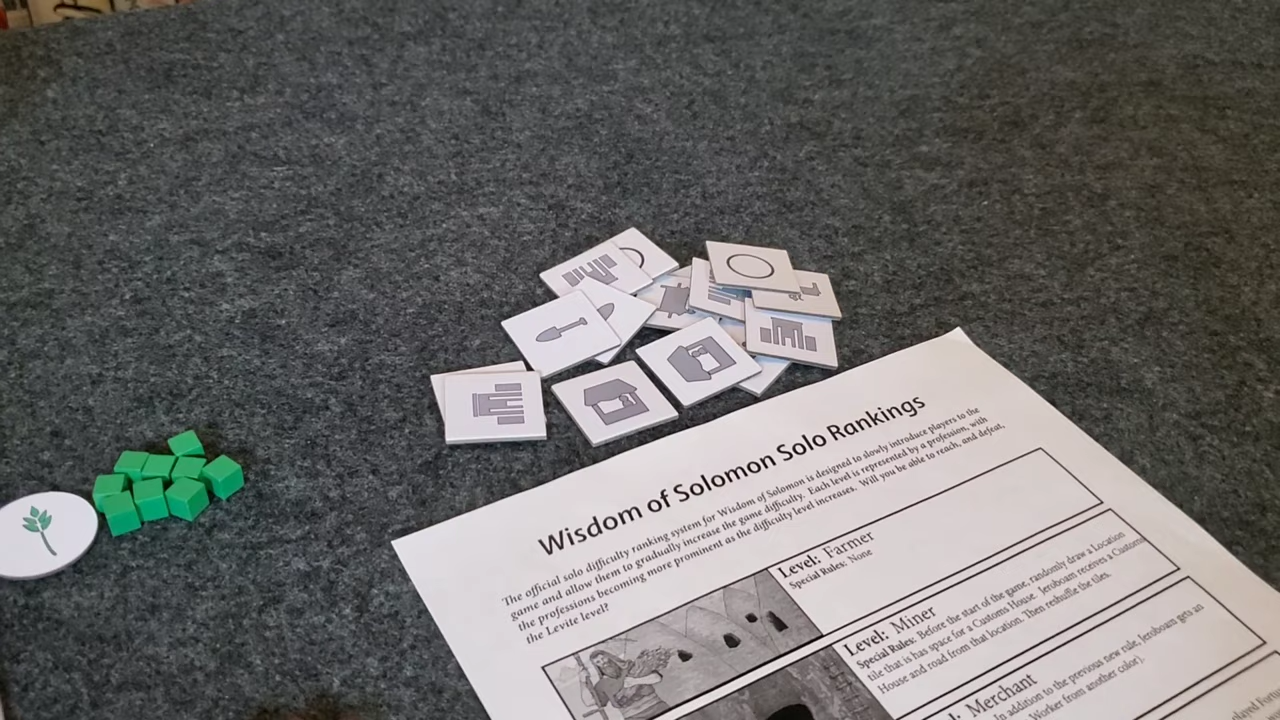 Wisdom of Solomon Solo Rankings
The official solo difficulty ranking system for Wisdom of Solomon is designed to slowly introduce players to the
game and allow them to gradually increase the game difficulty. Each level is represented by a profession, with
the professions becoming more prominent as the difficulty level increases. Will you be able to reach, and defeat,
the Levite level?
Level: Farmer
Special Rules: None
Level: Miner
Special Rules: Before the start of the game, randomly draw a Location
tile that is has space for a Customs House. Jeroboam receives a Customs
House and road from that location. Then reshuffle the tiles.
Merchant
In addition to the previous new rule, Jeroboam gets an
Worker from another color).